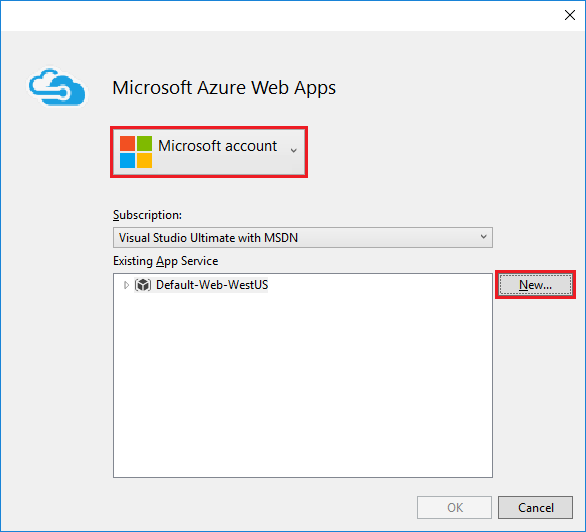 Microsoft Azure Web Apps
Microsoft account
Subscription:
Visual Studio Ultimate with MSDN
Existing App Service
Default-Web-WestUS
New...
OK
Cancel